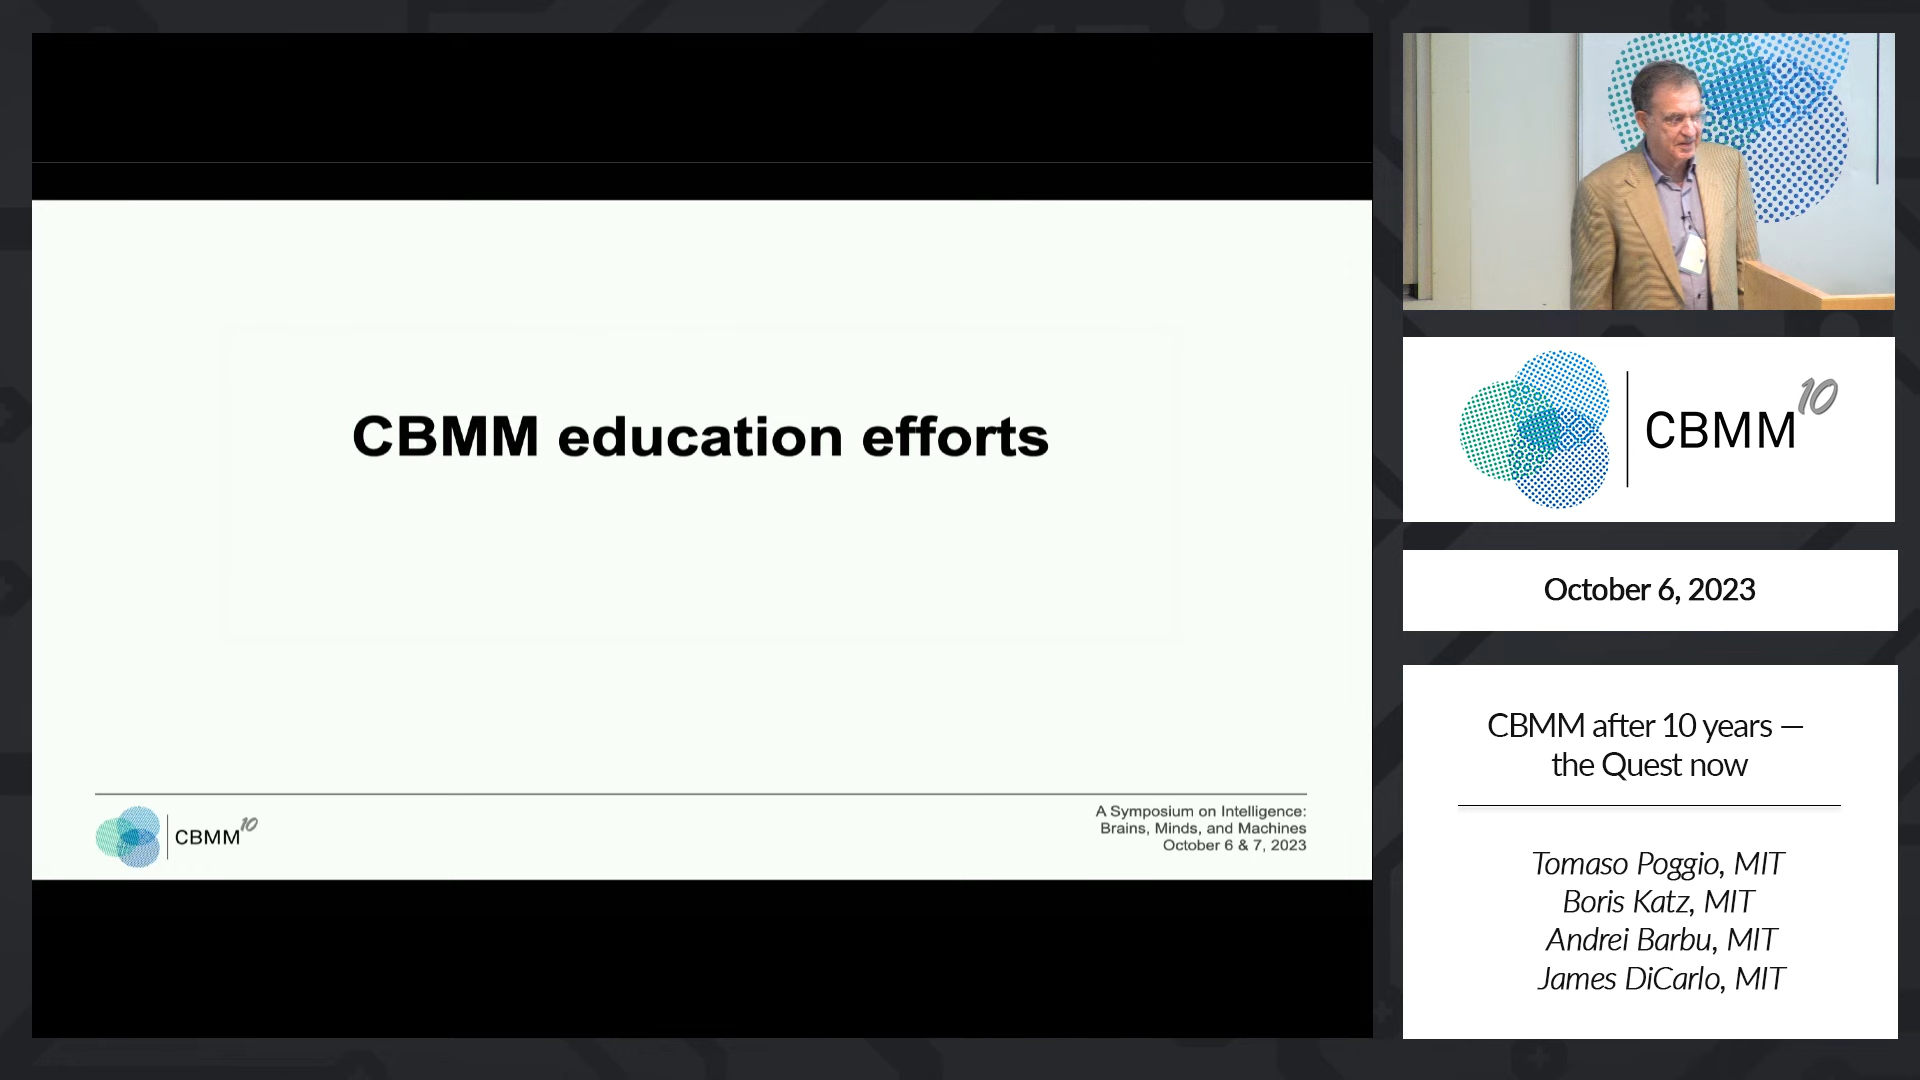 CBMM education efforts
CBMM10
A Symposium on Intelligence:
Brains, Minds, and Machines
October 6 & 7, 2023
CBMM10
October 6, 2023
CBMM after 10 years —
the Quest now
Tomaso Poggio, MIT
Boris Katz, MIT
Andrei Barbu, MIT
James DiCarlo, MIT